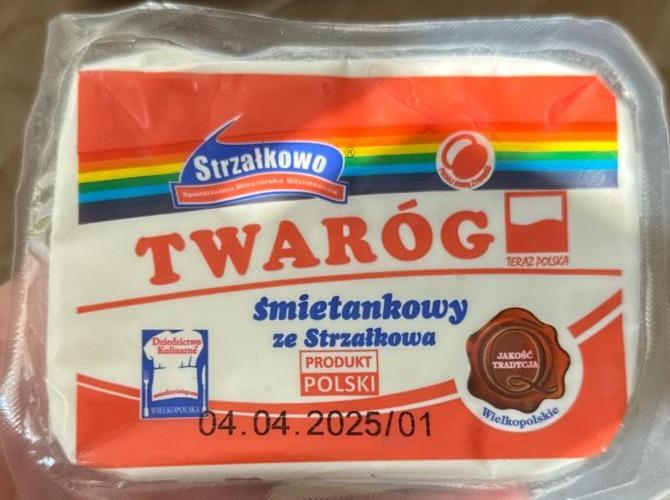 Strzałkowo
®
Spółdzielnia Mleczarska Udziałowców
TWARÓG
TERAZ POLSKA
śmietankowy
ze Strzałkowa
PRODUKT
POLSKI
Dziedzictwo
Kulinarne
WIELKOPOLSKA
JAKOŚĆ
TRADYCJA
Wielkopolskie
04.04.2025/01